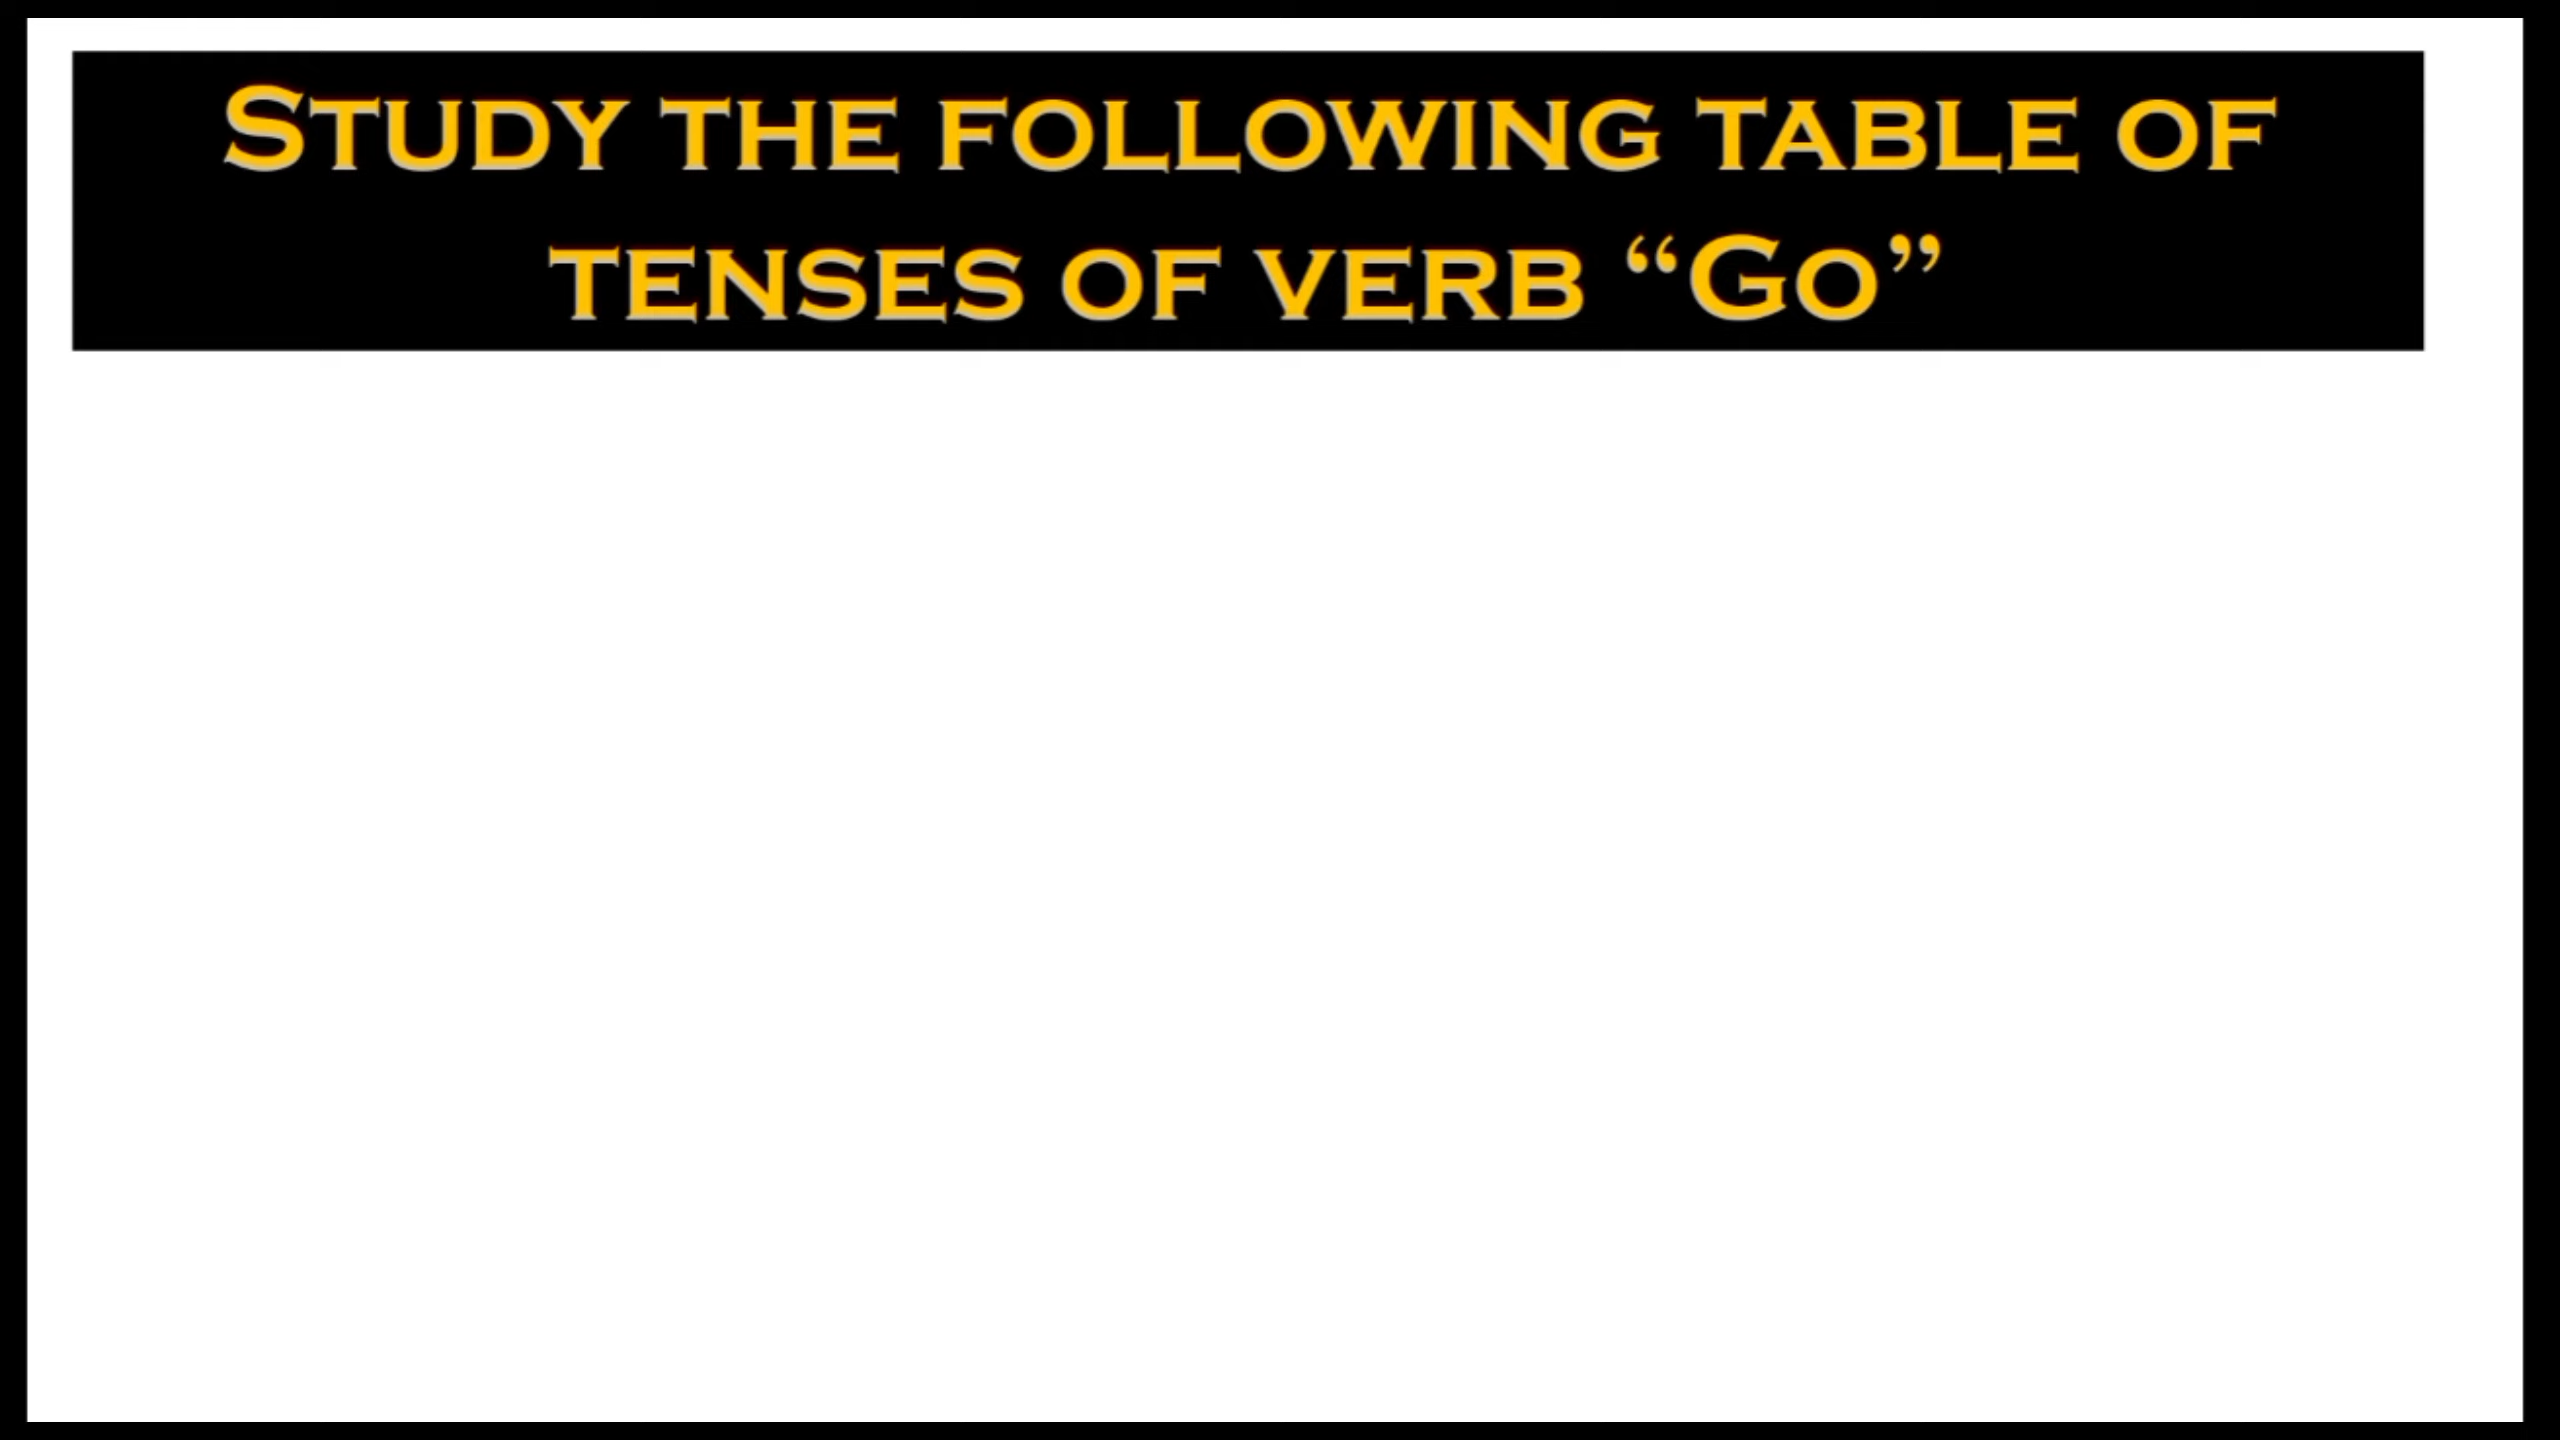 Study the following table of
tenses of verb “Go”